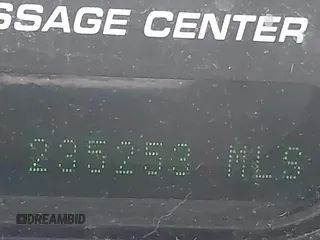 SSAGE CENTER
235253 MLS
DREAMBID